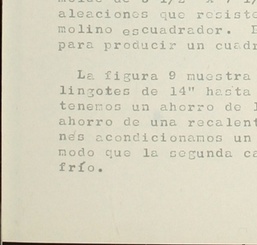 aleaciones que resiste
molino escuadrador.
para producir un cuadr
La figura 9 muestra
lingotes de 14" hasta
tenemos un ahorro de 1
ahorro de una recalent
nes acondicionamos un
modo que la segunda ca
frío.